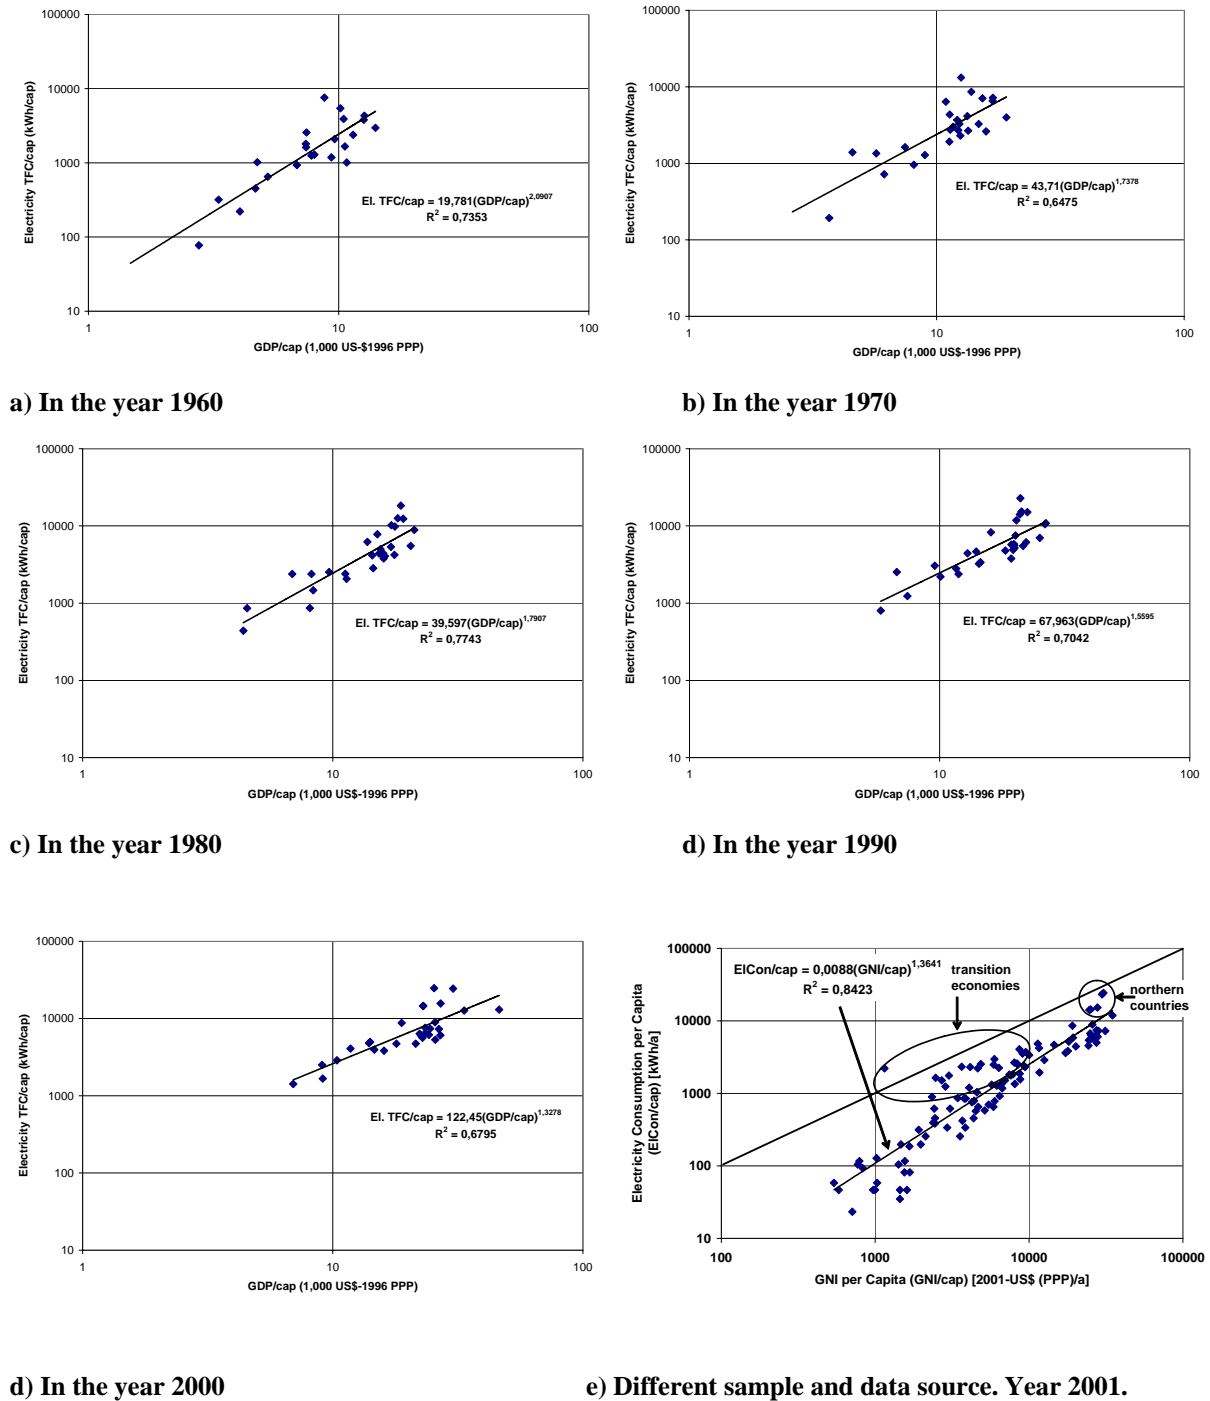 100000
10000
1000
100
10
1
10
100
Electricity TFC/cap (kWh/cap)
El. TFC/cap = 19,781(GDP/cap)^2,0907
R² = 0,7353
GDP/cap (1,000 US-$1996 PPP)
a) In the year 1960
100000
10000
1000
100
10
1
10
100
Electricity TFC/cap (kWh/cap)
El. TFC/cap = 43,71(GDP/cap)^1,7378
R² = 0,6475
GDP/cap (1,000 US$-1996 PPP)
b) In the year 1970
100000
10000
1000
100
10
1
10
100
Electricity TFC/cap (kWh/cap)
El. TFC/cap = 39,597(GDP/cap)^1,7907
R² = 0,7743
GDP/cap (1,000 US$-1996 PPP)
c) In the year 1980
100000
10000
1000
100
10
1
10
100
Electricity TFC/cap (kWh/cap)
El. TFC/cap = 67,963(GDP/cap)^1,5595
R² = 0,7042
GDP/cap (1,000 US$-1996 PPP)
d) In the year 1990
100000
10000
1000
100
10
1
10
100
Electricity TFC/cap (kWh/cap)
El. TFC/cap = 122,45(GDP/cap)^1,3278
R² = 0,6795
GDP/cap (1,000 US$-1996 PPP)
d) In the year 2000
100000
10000
1000
100
10
100
1000
10000
100000
Electricity Consumption per Capita
(ElCon/cap) [kWh/a]
ElCon/cap = 0,0088(GNI/cap)^1,3641
R² = 0,8423
transition
economies
northern
countries
GNI per Capita (GNI/cap) [2001-US$ (PPP)/a]
e) Different sample and data source. Year 2001.